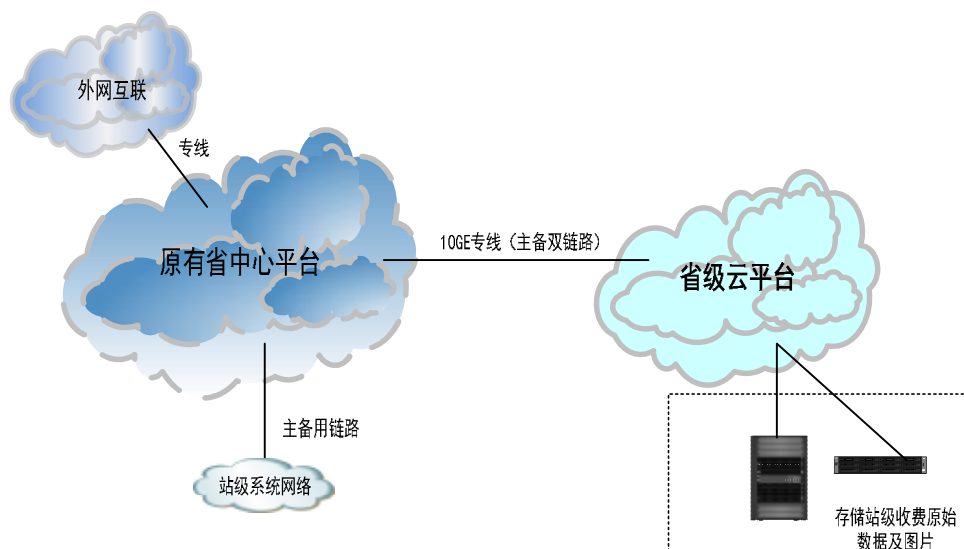 外网互联
专线
原有省中心平台
10GE专线（主备双链路）
省级云平台
主备用链路
站级系统网络
存储站级收费原始
数据及图片